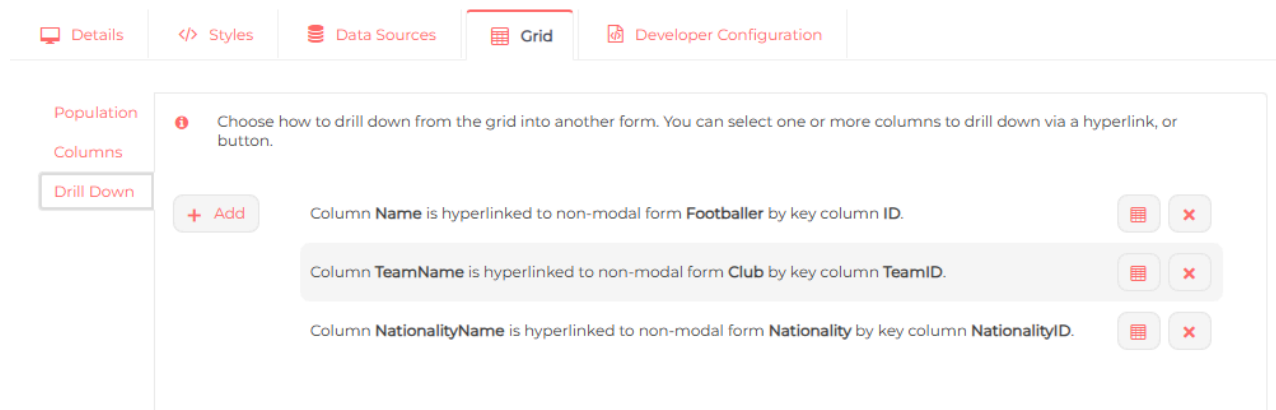 Details
</> Styles
Data Sources
Grid
Developer Configuration
Population
Columns
Drill Down
Choose how to drill down from the grid into another form. You can select one or more columns to drill down via a hyperlink, or
button.
+ Add
Column Name is hyperlinked to non-modal form Footballer by key column ID.
Column TeamName is hyperlinked to non-modal form Club by key column TeamID.
Column NationalityName is hyperlinked to non-modal form Nationality by key column NationalityID.